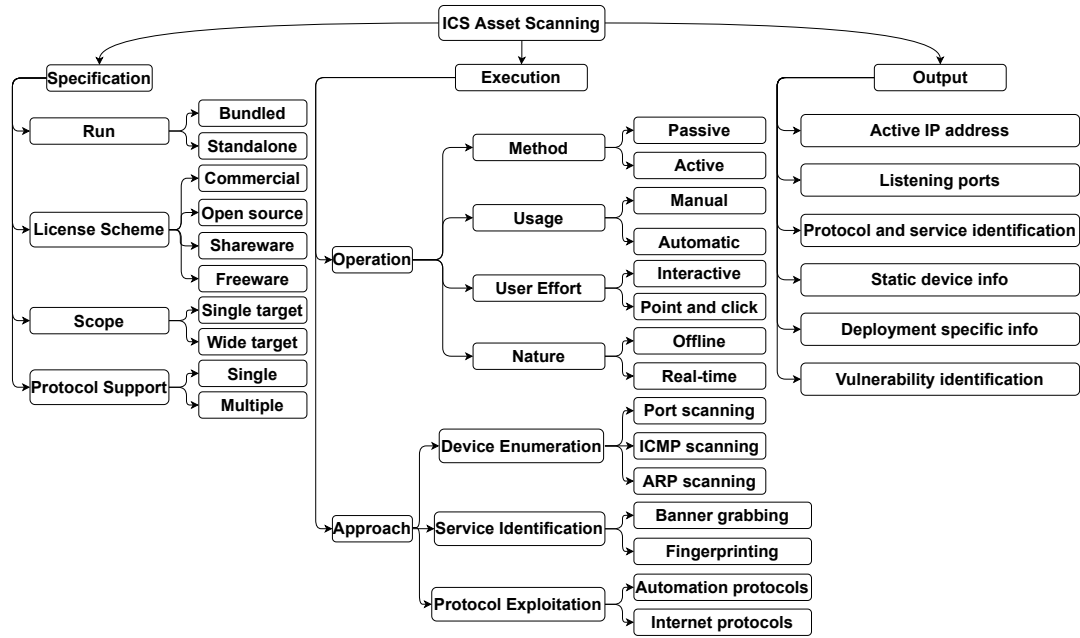 ICS Asset Scanning
Specification
Run
Bundled
Standalone
License Scheme
Commercial
Open source
Shareware
Freeware
Scope
Single target
Wide target
Protocol Support
Single
Multiple
Execution
Operation
Method
Passive
Active
Usage
Manual
Automatic
User Effort
Interactive
Point and click
Nature
Offline
Real-time
Approach
Device Enumeration
Port scanning
ICMP scanning
ARP scanning
Service Identification
Banner grabbing
Fingerprinting
Protocol Exploitation
Automation protocols
Internet protocols
Output
Active IP address
Listening ports
Protocol and service identification
Static device info
Deployment specific info
Vulnerability identification